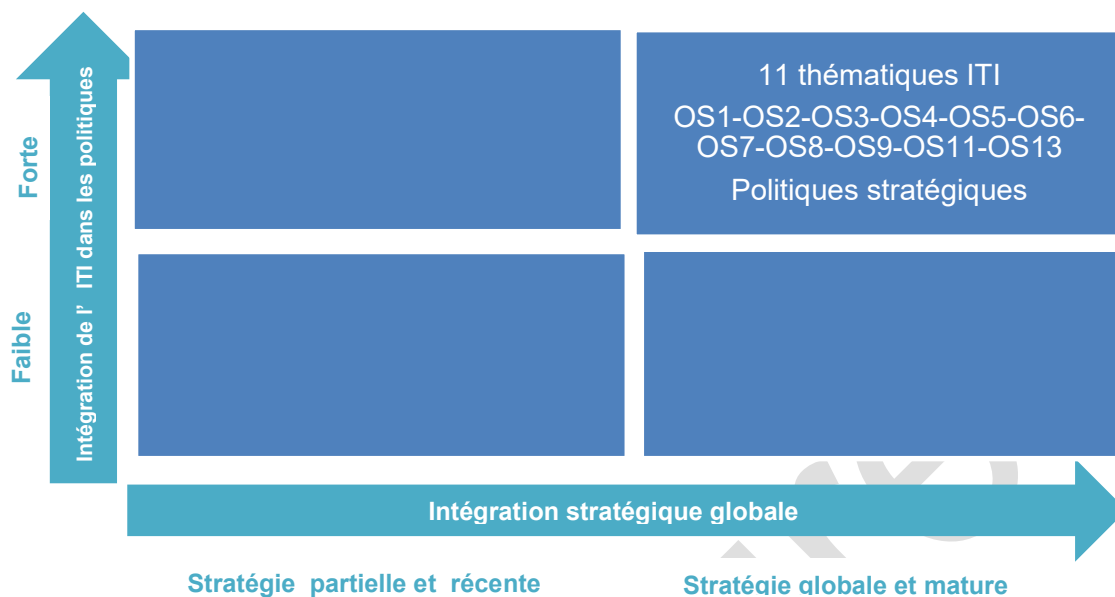 11 thématiques ITI
OS1-OS2-OS3-OS4-OS5-OS6-
OS7-OS8-OS9-OS11-OS13
Politiques stratégiques
Forte
Faible
Intégration de l' ITI dans les politiques
Intégration stratégique globale
Stratégie partielle et récente
Stratégie globale et mature